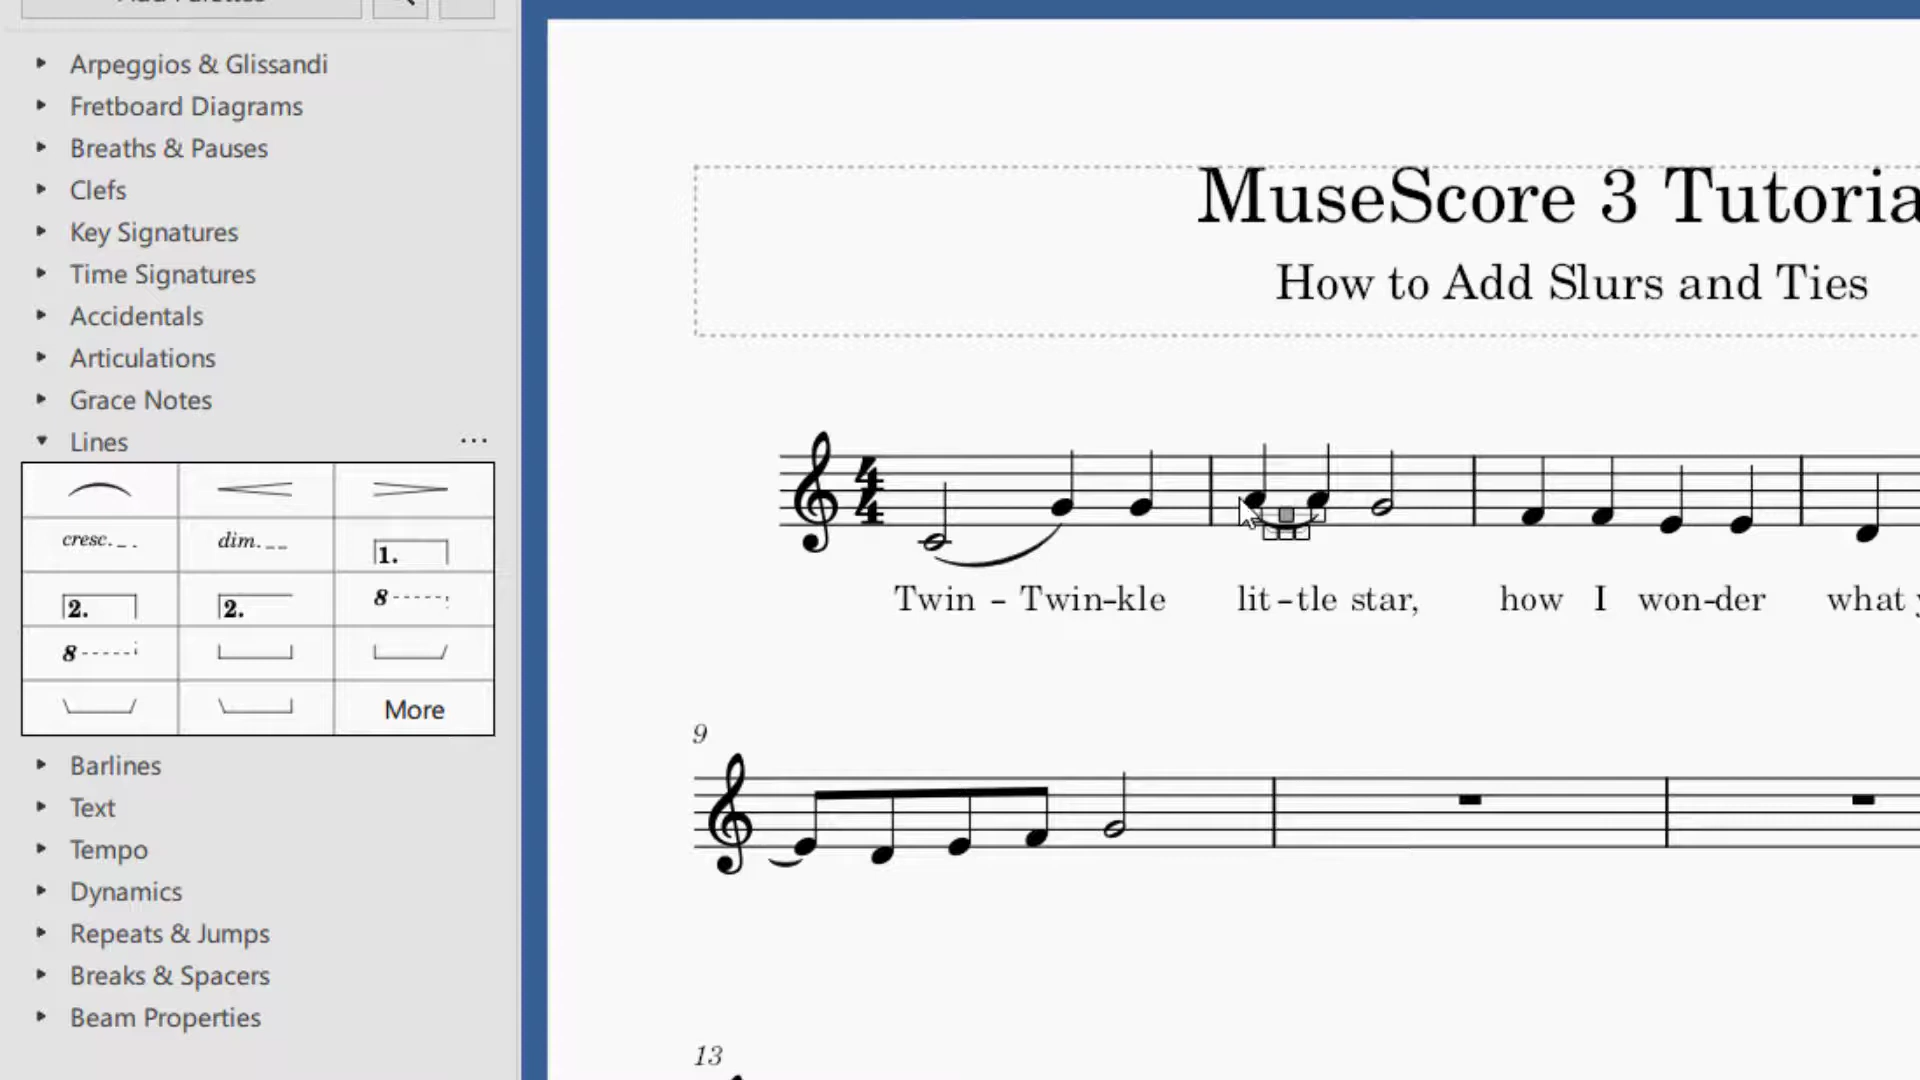 Arpeggios & Glissandi
Fretboard Diagrams
Breaths & Pauses
Clefs
Key Signatures
Time Signatures
Accidentals
Articulations
Grace Notes
Lines
...
cresc._ _ dim._ _ 1.
2. 2. 8
8
More
Barlines
Text
Tempo
Dynamics
Repeats & Jumps
Breaks & Spacers
Beam Properties
MuseScore 3 Tutoria
How to Add Slurs and Ties
4
4
Twin - Twin-kle lit-tle star, how I won-der what
9
13